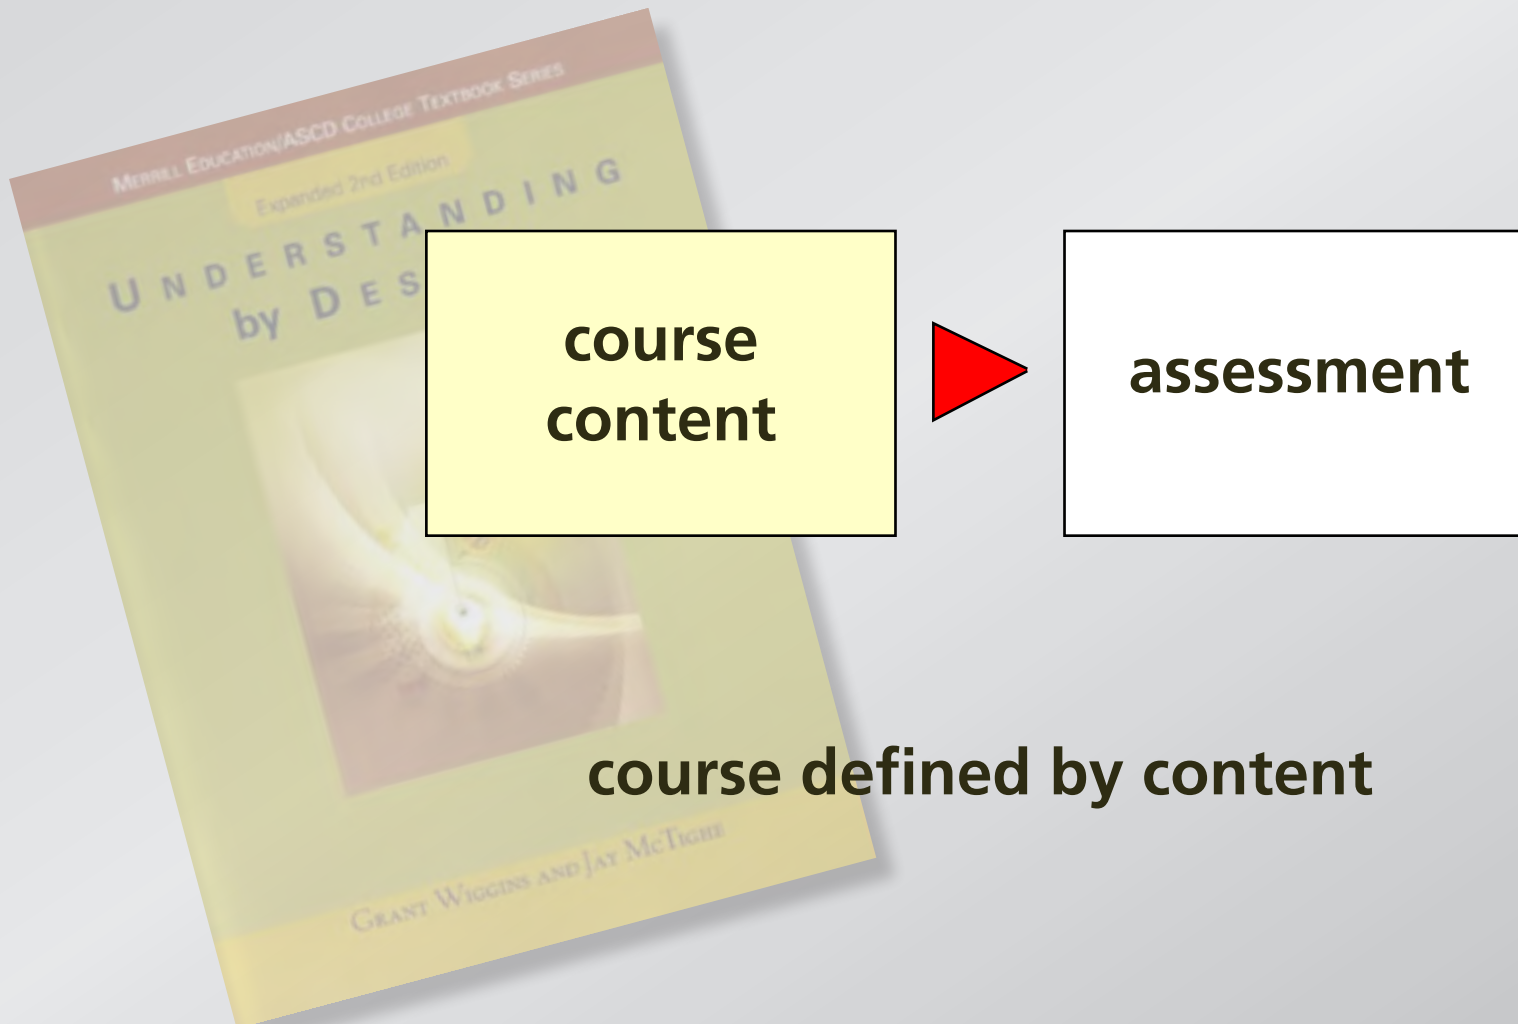 MERRILL EDUCATION/ASCD COLLEGE TEXTBOOK SERIES
Expanded 2nd Edition
UNDERSTANDING
by DES
course
content
assessment
course defined by content
GRANT WIGGINS AND JAY MCTIGHE